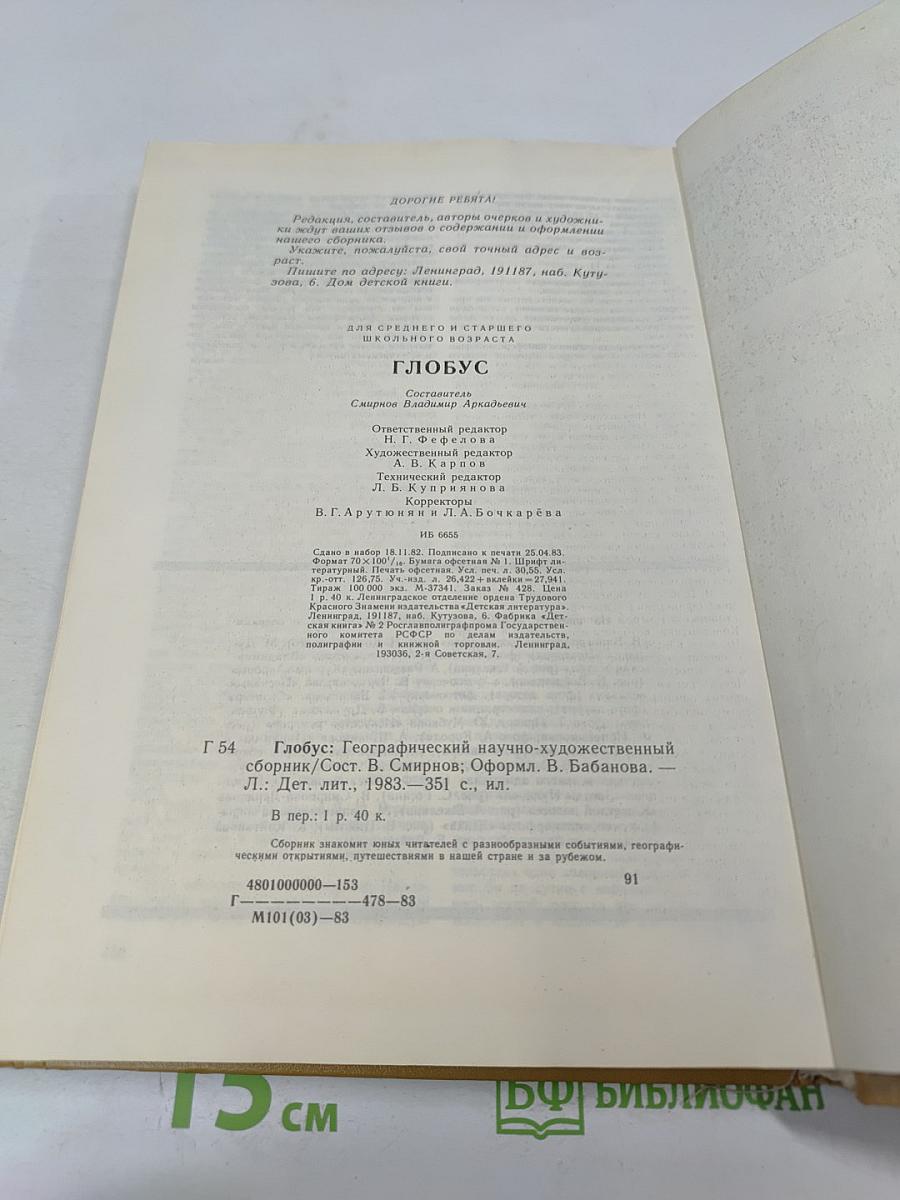 ДОРОГИЕ РЕБЯТА!
Редакция, составитель, авторы очерков и художни-
ки ждут ваших отзывов о содержании и оформлении
нашего сборника.
Укажите, пожалуйста, свой точный адрес и воз-
раст.
Пишите по адресу: Ленинград, 191187, наб. Куту-
зова, 6. Дом детской книги.
ДЛЯ СРЕДНЕГО И СТАРШЕГО
ШКОЛЬНОГО ВОЗРАСТА
ГЛОБУС
Составитель
Смирнов Владимир Аркадьевич
Ответственный редактор
Н. Г. Фефелова
Художественный редактор
А. В. Карпов
Технический редактор
Л. Б. Куприянова
Корректоры
В. Г. Арутюнян и Л. А. Бочкарёва
ИБ 6655
Сдано в набор 18.11.82. Подписано к печати 25.04.83.
Формат 70×100¹/₁₆. Бумага офсетная № 1. Шрифт ли-
тературный. Печать офсетная. Усл. печ. л. 30,55. Усл.
кр.-отт. 126,75. Уч.-изд. л. 26,422+вклейки=27,941.
Тираж 100 000 экз. М-37341. Заказ № 428. Цена
1 р. 40 к. Ленинградское отделение ордена Трудового
Красного Знамени издательства «Детская литература».
Ленинград, 191187, наб. Кутузова, 6. Фабрика «Дет-
ская книга» № 2 Росглавполиграфпрома Государствен-
ного комитета РСФСР по делам издательств,
полиграфии и книжной торговли. Ленинград,
193036, 2-я Советская, 7.
Г 54 Глобус: Географический научно-художественный
сборник/Сост. В. Смирнов; Оформл. В. Бабанова. —
Л.: Дет. лит., 1983.—351 с., ил.
В пер.: 1 р. 40 к.
Сборник знакомит юных читателей с разнообразными событиями, географи-
ческими открытиями, путешествиями в нашей стране и за рубежом.
4801000000—153
Г———————478—83
М101(03)—83
91
15 см
БФ БИБЛИОФАН